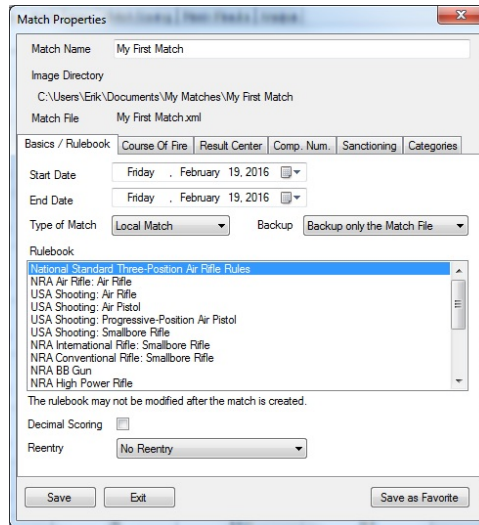 Match Properties
Match Name My First Match
Image Directory
C:\Users\Erik\Documents\My Matches\My First Match
Match File My First Match.xml
Basics / Rulebook Course Of Fire Result Center Comp. Num. Sanctioning Categories
Start Date Friday , February 19, 2016
End Date Friday , February 19, 2016
Type of Match Local Match Backup Backup only the Match File
Rulebook
National Standard Three-Position Air Rifle Rules
NRA Air Rifle: Air Rifle
USA Shooting: Air Rifle
USA Shooting: Air Pistol
USA Shooting: Progressive-Position Air Pistol
USA Shooting: Smallbore Rifle
NRA International Rifle: Smallbore Rifle
NRA Conventional Rifle: Smallbore Rifle
NRA BB Gun
NRA High Power Rifle
The rulebook may not be modified after the match is created.
Decimal Scoring
Reentry No Reentry
Save Exit Save as Favorite